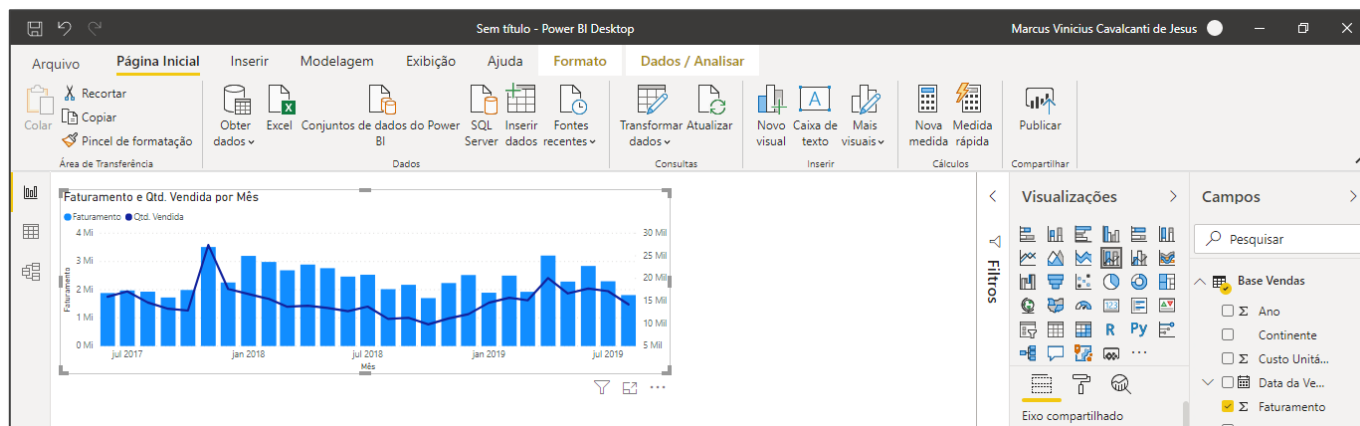 Sem título - Power BI Desktop
Marcus Vinicius Cavalcanti de Jesus
Arquivo Página Inicial Inserir Modelagem Exibição Ajuda Formato Dados / Analisar
Colar
Recortar
Copiar
Pincel de formatação
Área de Transferência
Obter dados
Excel
Conjuntos de dados do Power BI
SQL Server
Inserir dados
Fontes recentes
Dados
Transformar dados
Atualizar
Consultas
Novo visual
A
Caixa de texto
Mais visuais
Inserir
Nova medida
Medida rápida
Cálculos
Publicar
Compartilhar
Faturamento e Qtd. Vendida por Mês
Faturamento Qtd. Vendida
4 Mi
3 Mi
2 Mi
1 Mi
0 Mi
Faturamento
30 Mil
25 Mil
20 Mil
15 Mil
10 Mil
5 Mil
jul 2017 jan 2018 jul 2018 jan 2019 jul 2019
Mês
Filtros
Visualizações
123
R Py
Eixo compartilhado
Campos
Pesquisar
Base Vendas
Σ Ano
Continente
Σ Custo Unitá...
Data da Ve...
Σ Faturamento